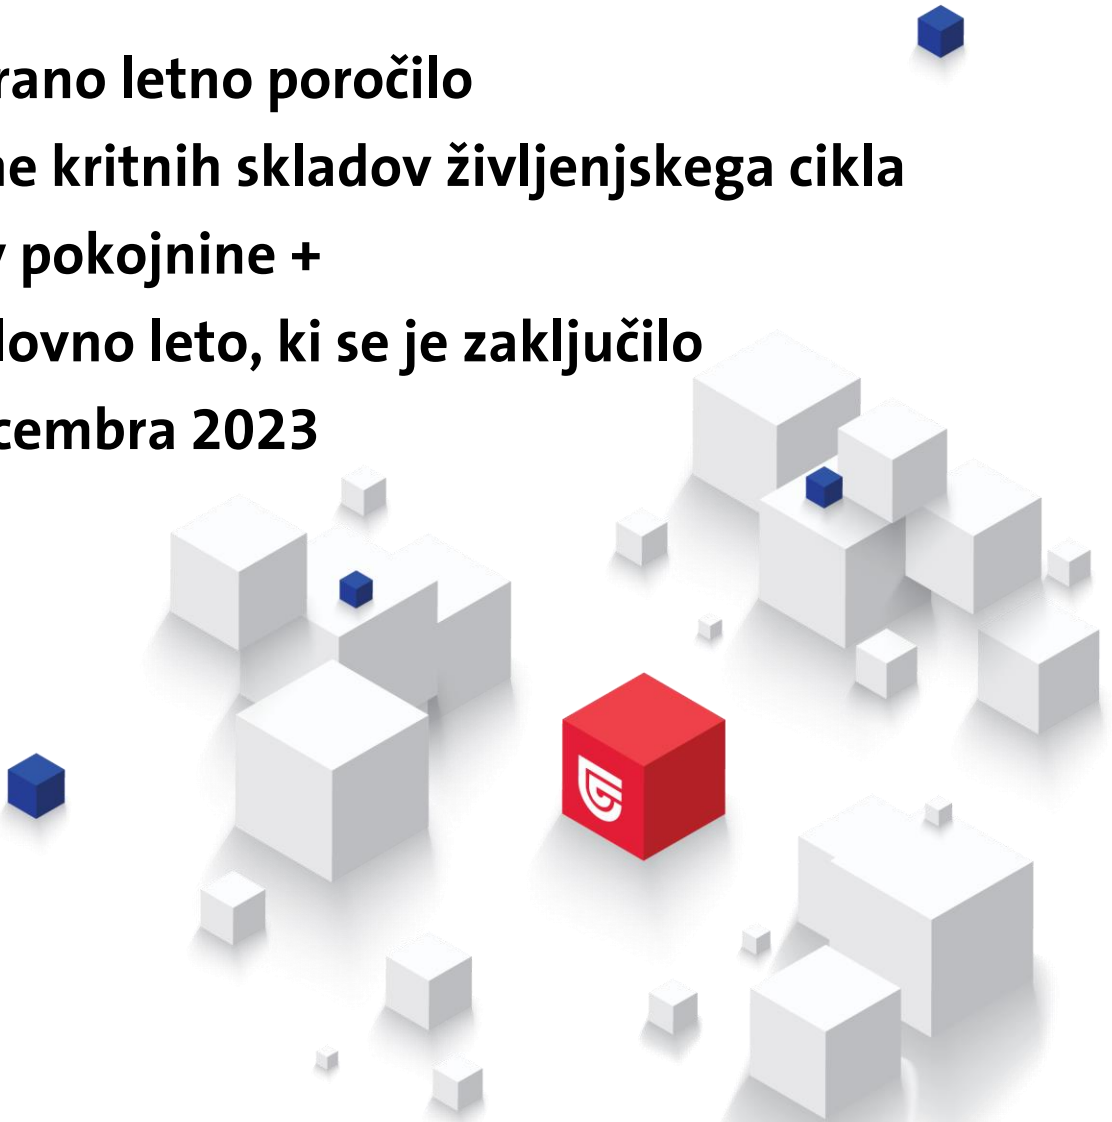 rano letno poročilo
ne kritnih skladov življenjskega cikla
v pokojnine +
lovno leto, ki se je zaključilo
cembra 2023